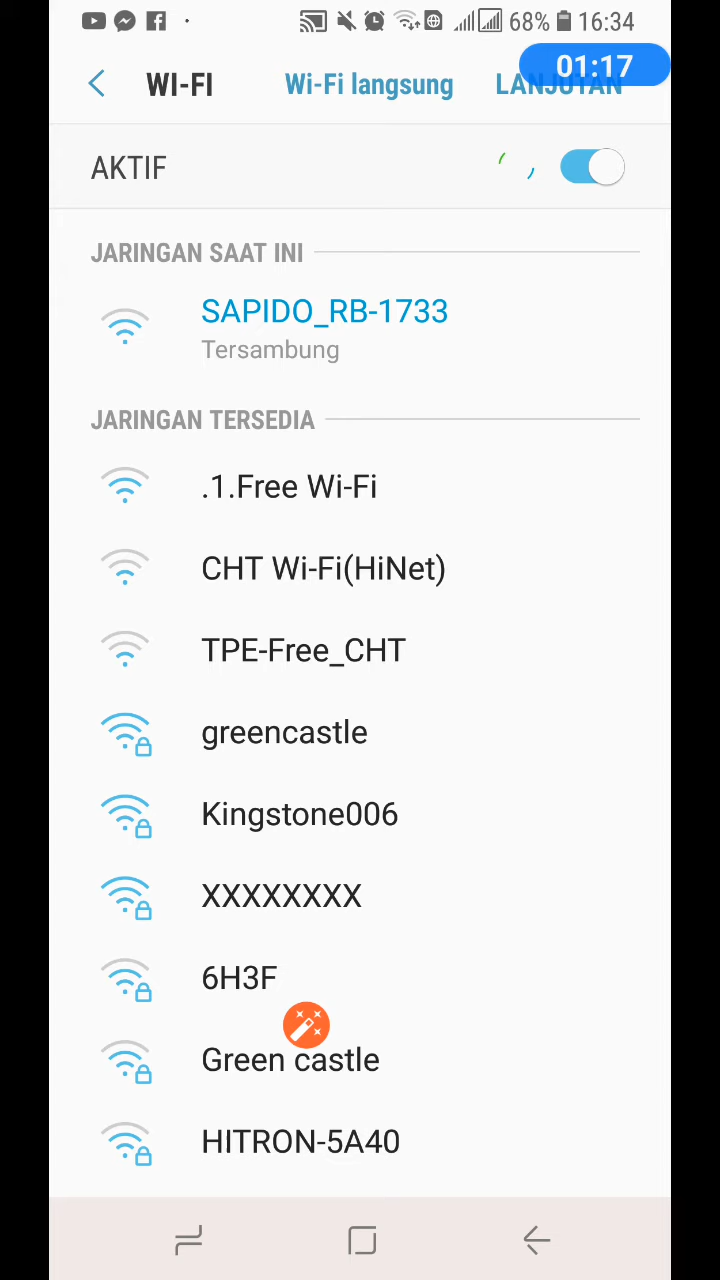 68% 16:34
01:17
WI-FI Wi-Fi langsung LANJUTAN
AKTIF
JARINGAN SAAT INI
SAPIDO_RB-1733
Tersambung
JARINGAN TERSEDIA
.1.Free Wi-Fi
CHT Wi-Fi(HiNet)
TPE-Free_CHT
greencastle
Kingstone006
XXXXXXXX
6H3F
Green castle
HITRON-5A40